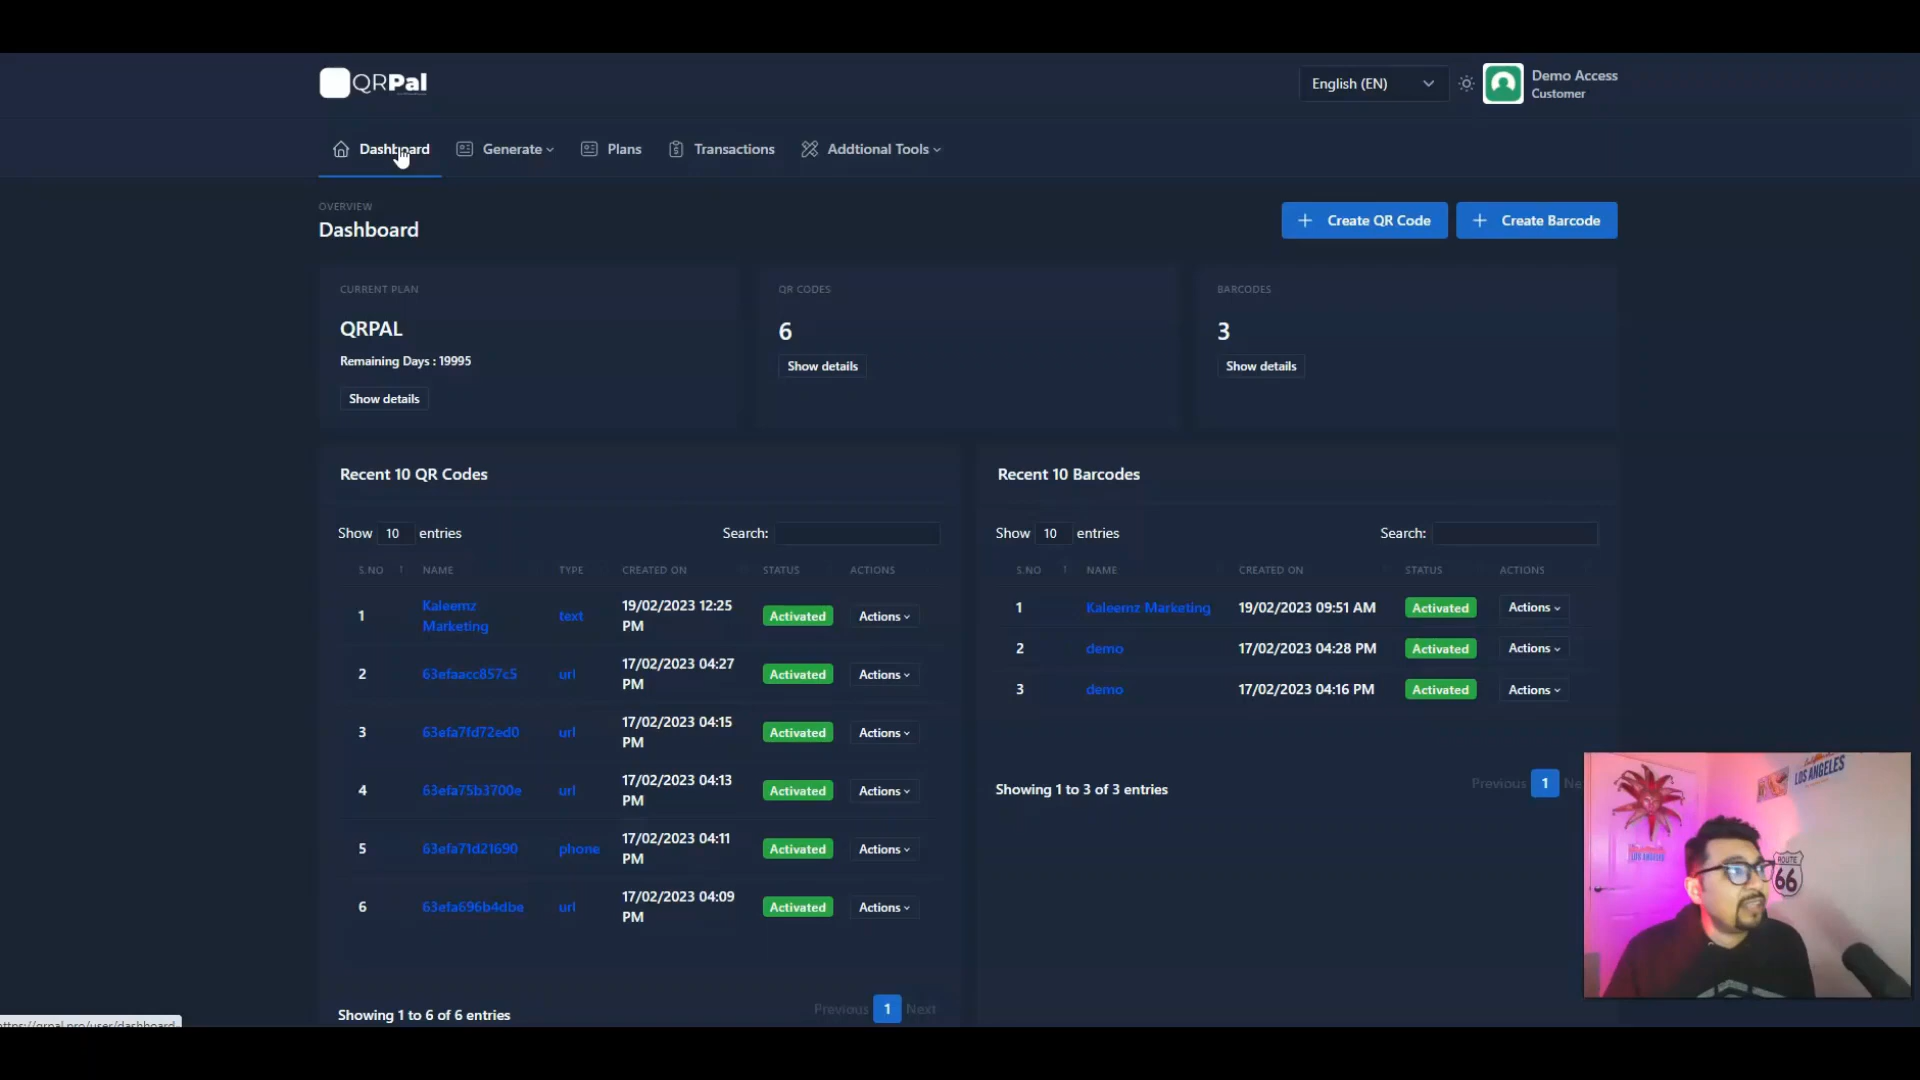 QRPal
English (EN)
Demo Access
Customer
Dashboard
Generate
Plans
Transactions
Addtional Tools
OVERVIEW
Dashboard
Create QR Code
Create Barcode
CURRENT PLAN
QRPAL
Remaining Days : 19995
Show details
QR CODES
6
Show details
BARCODES
3
Show details
Recent 10 QR Codes
Show 10 entries
Search:
S.NO NAME TYPE CREATED ON STATUS ACTIONS
1 Kaleemz Marketing text 19/02/2023 12:25 PM Activated Actions
2 63efaacc857c5 url 17/02/2023 04:27 PM Activated Actions
3 63efa7fd72ed0 url 17/02/2023 04:15 PM Activated Actions
4 63efa75b3700e url 17/02/2023 04:13 PM Activated Actions
5 63efa71d21690 phone 17/02/2023 04:11 PM Activated Actions
6 63efa696b4dbe url 17/02/2023 04:09 PM Activated Actions
Showing 1 to 6 of 6 entries
Previous 1 Next
Recent 10 Barcodes
Show 10 entries
Search:
S.NO NAME CREATED ON STATUS ACTIONS
1 Kaleemz Marketing 19/02/2023 09:51 AM Activated Actions
2 demo 17/02/2023 04:28 PM Activated Actions
3 demo 17/02/2023 04:16 PM Activated Actions
Showing 1 to 3 of 3 entries
Previous 1 Ne
LOS ANGELES
LOS ANGELES
ROUTE
66
https://qrpal.pro/user/dashboard